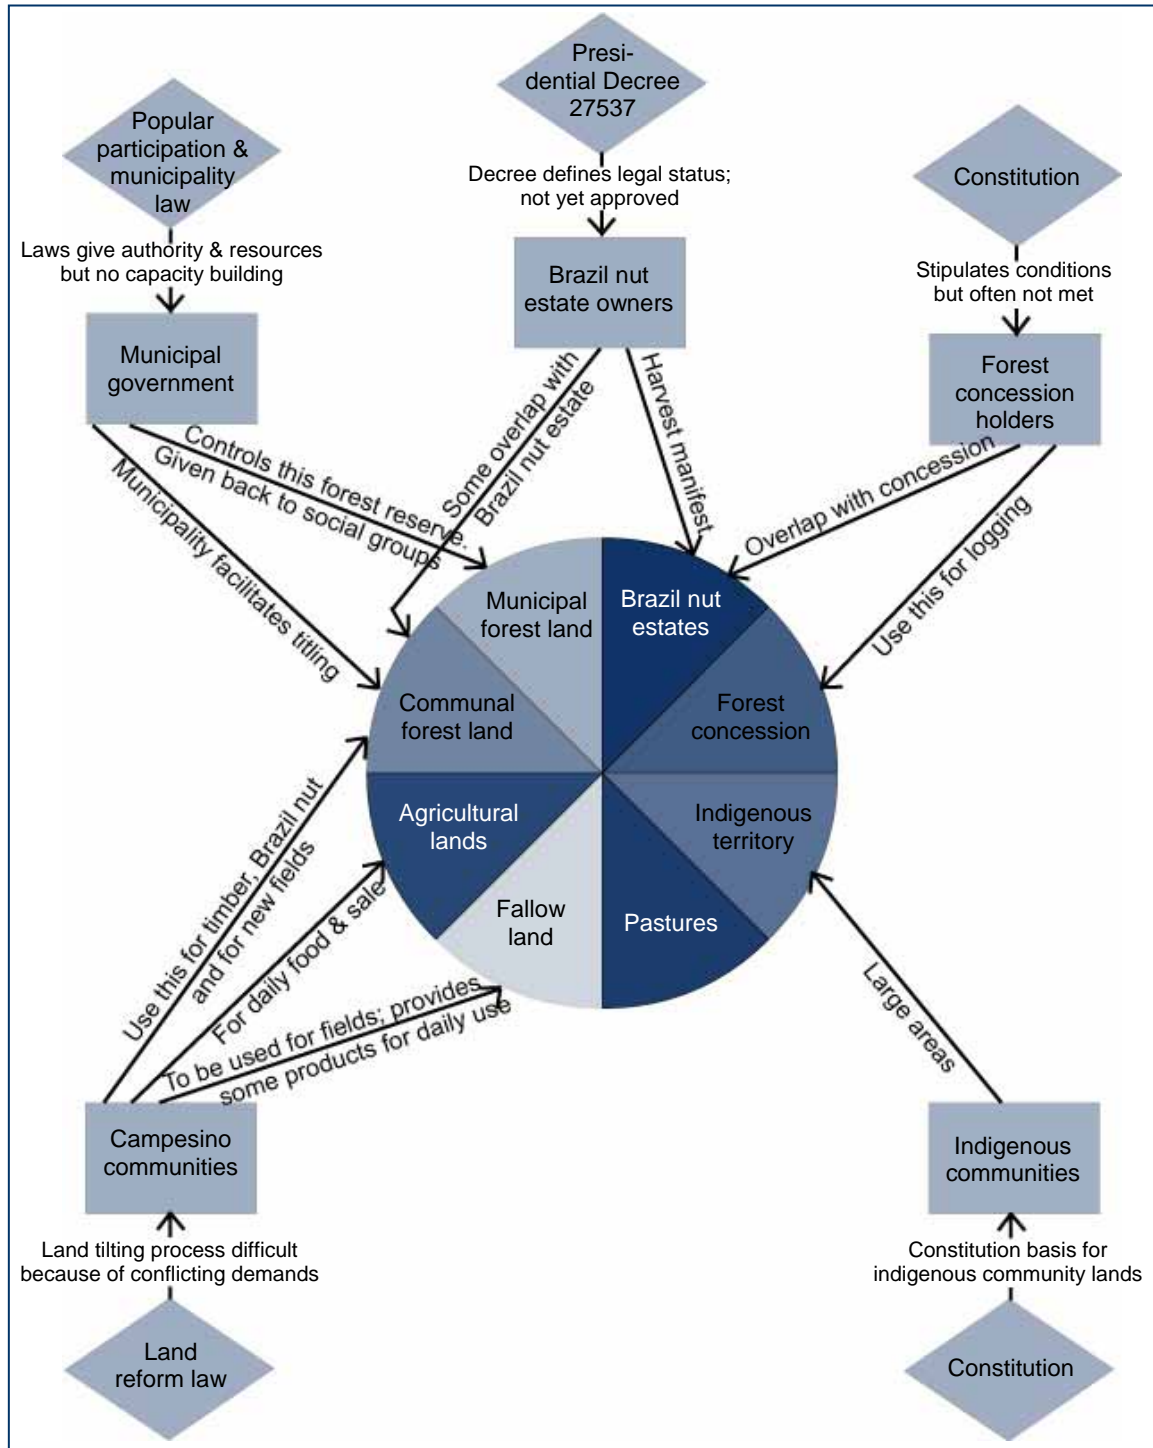 Presi-
dential Decree
27537
Popular
participation &
municipality
law
Constitution
Decree defines legal status;
not yet approved
Laws give authority & resources
but no capacity building
Stipulates conditions
but often not met
Brazil nut
estate owners
Municipal
government
Forest
concession
holders
Some overlap with
Brazil nut estate
Harvest manifest
Controls this forest reserve.
Given back to social groups
Municipality facilitates titling
Overlap with concession
Use this for logging
Municipal
forest land
Brazil nut
estates
Communal
forest land
Forest
concession
Agricultural
lands
Indigenous
territory
Fallow
land
Pastures
Use this for timber, Brazil nut
and for new fields
For daily food & sale
To be used for fields; provides
some products for daily use
Large areas
Campesino
communities
Indigenous
communities
Land tilting process difficult
because of conflicting demands
Constitution basis for
indigenous community lands
Land
reform law
Constitution